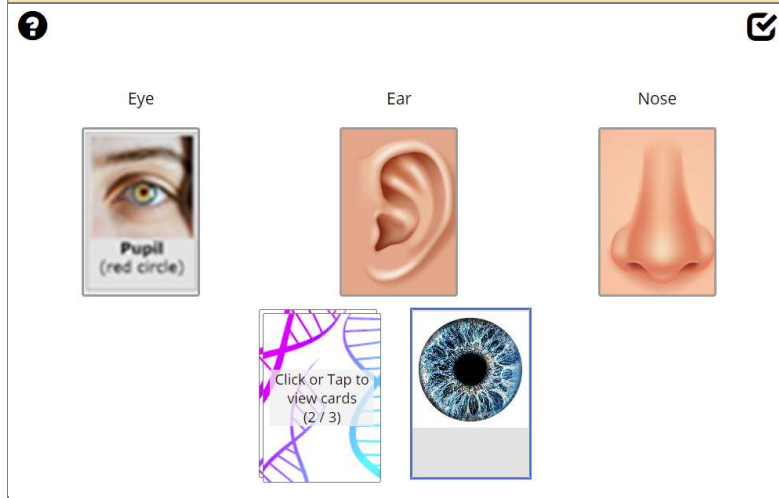 Eye
Ear
Nose
Pupil
(red circle)
Click or Tap to
view cards
(2 / 3)